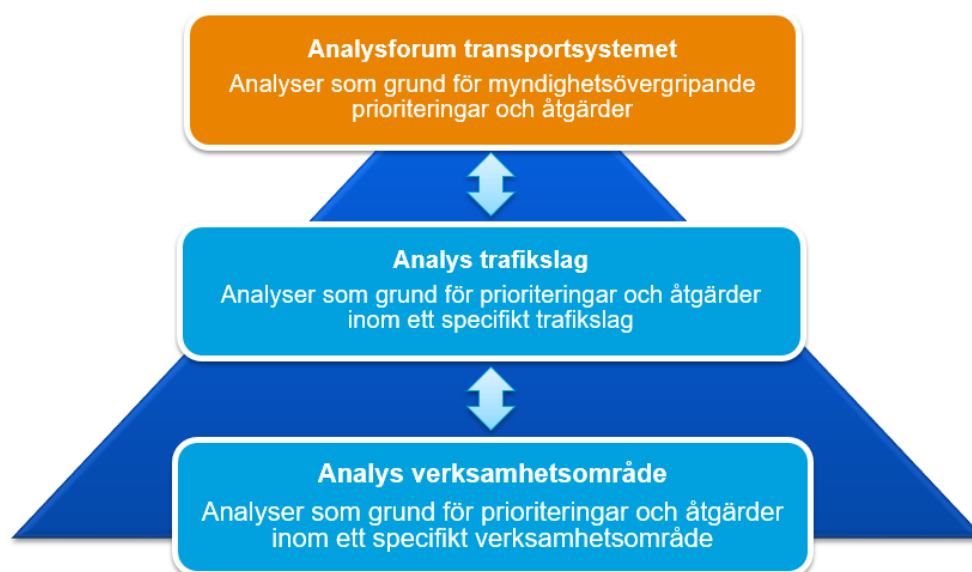 Analysforum transportsystemet
Analyser som grund för myndighetsövergripande
prioriteringar och åtgärder
Analys trafikslag
Analyser som grund för prioriteringar och åtgärder
inom ett specifikt trafikslag
Analys verksamhetsområde
Analyser som grund för prioriteringar och åtgärder
inom ett specifikt verksamhetsområde